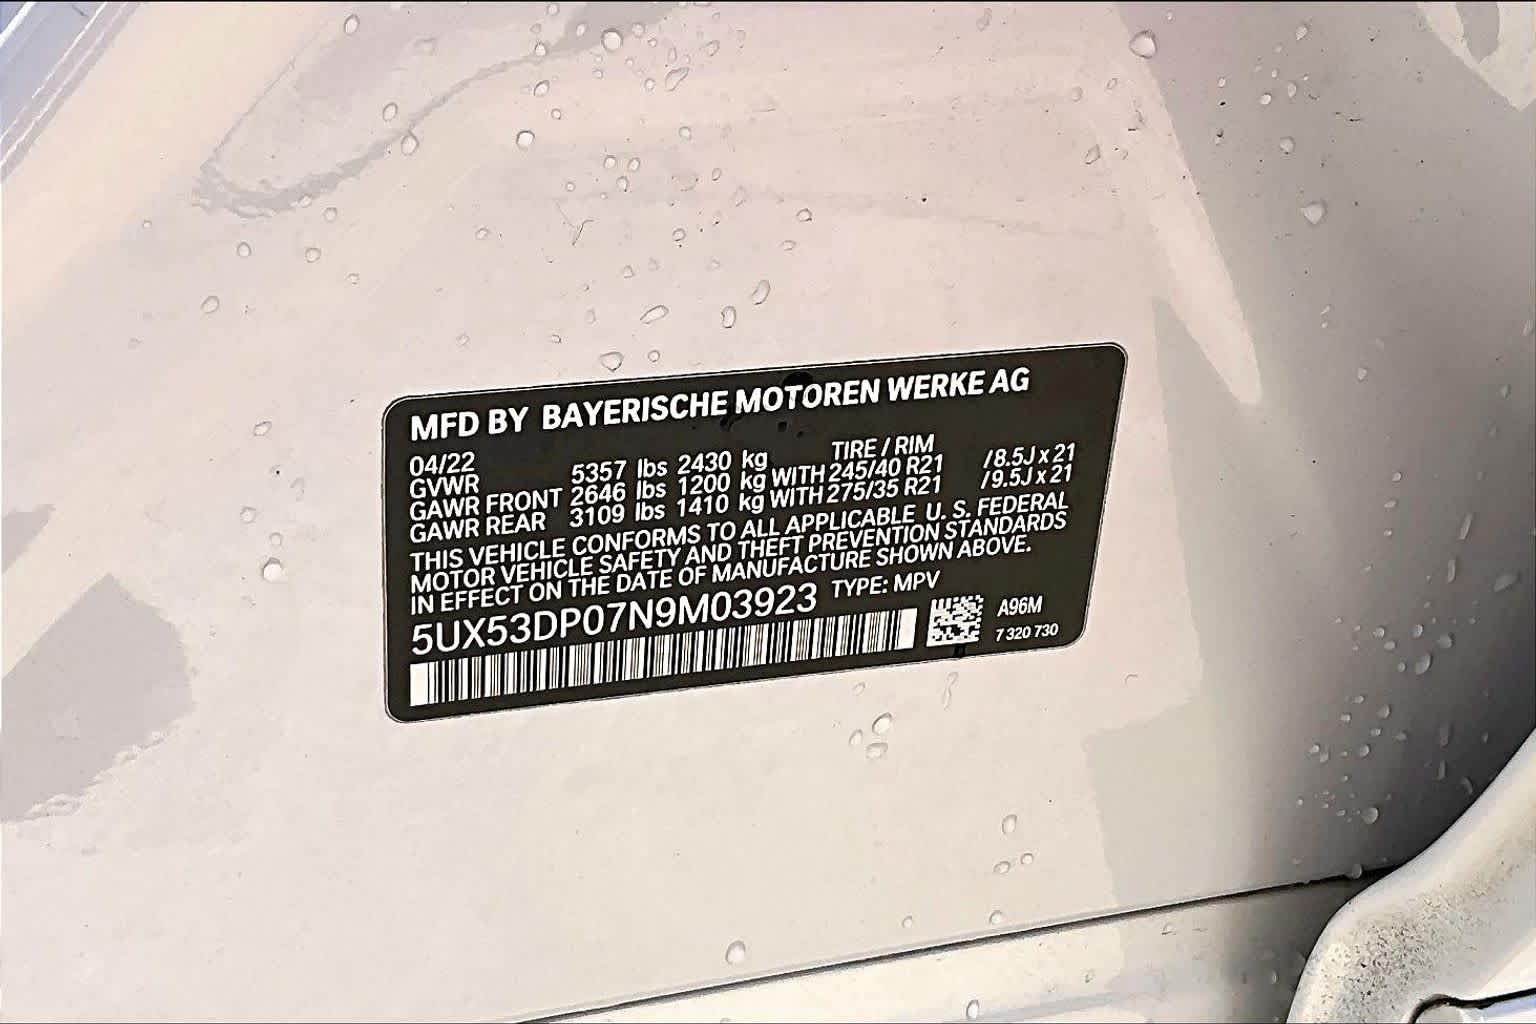 MFD BY BAYERISCHE MOTOREN WERKE AG
04/22 TIRE / RIM
GVWR 5357 lbs 2430 kg
GAWR FRONT 2646 lbs 1200 kg WITH 245/40 R21 /8.5J x 21
GAWR REAR 3109 lbs 1410 kg WITH 275/35 R21 /9.5J x 21
THIS VEHICLE CONFORMS TO ALL APPLICABLE U. S. FEDERAL
MOTOR VEHICLE SAFETY AND THEFT PREVENTION STANDARDS
IN EFFECT ON THE DATE OF MANUFACTURE SHOWN ABOVE.
5UX53DP07N9M03923 TYPE: MPV
A96M
7 320 730